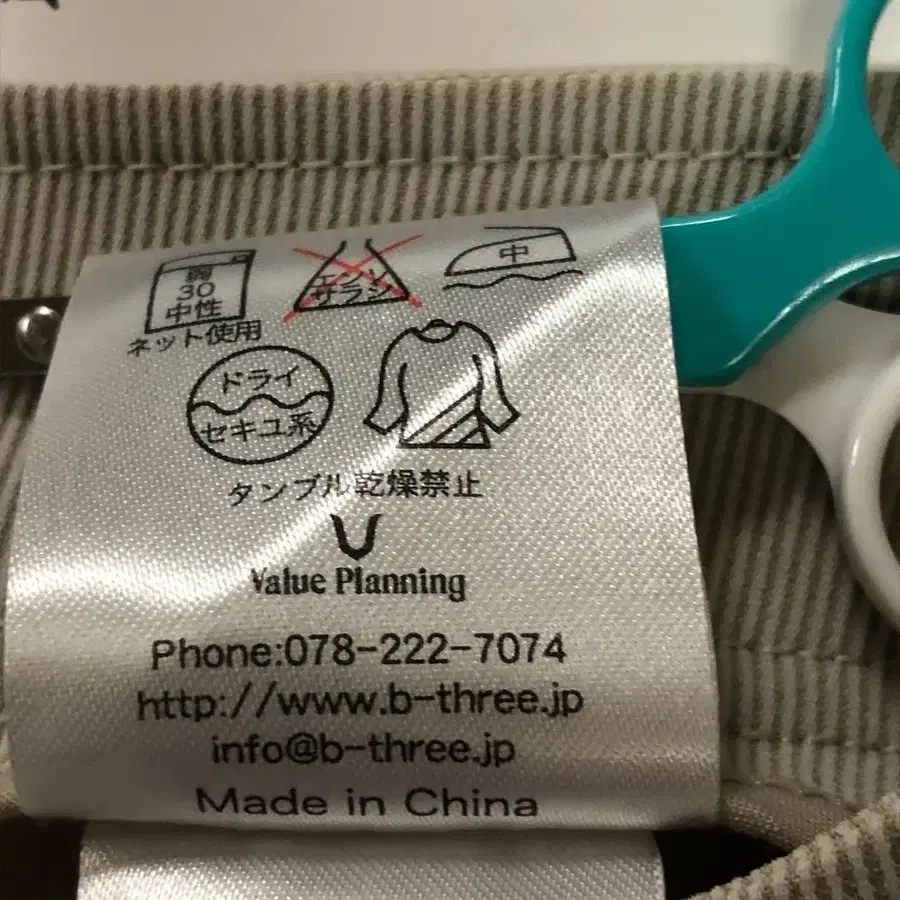 弱
30
中性
ネット使用
エンソ
サラシ
中
ドライ
セキユ系
タンブル乾燥禁止
Value Planning
Phone:078-222-7074
http://www.b-three.jp
info@b-three.jp
Made in China